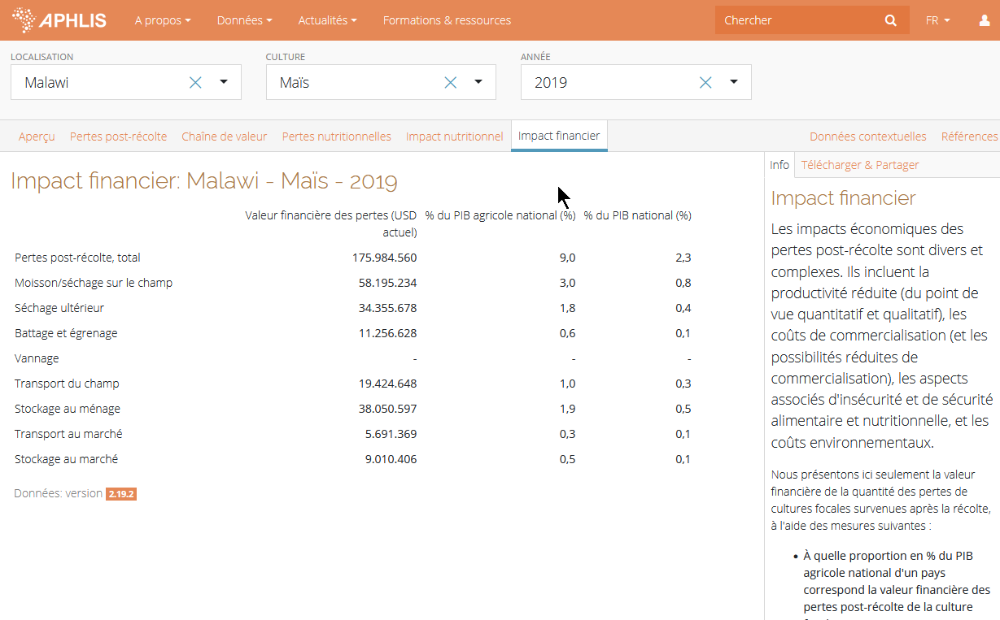 APHLIS A propos Données Actualités Formations & ressources Chercher FR
LOCALISATION CULTURE ANNÉE
Malawi Maïs 2019
Aperçu Pertes post-récolte Chaîne de valeur Pertes nutritionnelles Impact nutritionnel Impact financier Données contextuelles Références
Impact financier: Malawi - Maïs - 2019
Valeur financière des pertes (USD actuel) % du PIB agricole national (%) % du PIB national (%)
Pertes post-récolte, total 175.984.560 9,0 2,3
Moisson/séchage sur le champ 58.195.234 3,0 0,8
Séchage ultérieur 34.355.678 1,8 0,4
Battage et égrenage 11.256.628 0,6 0,1
Vannage - - -
Transport du champ 19.424.648 1,0 0,3
Stockage au ménage 38.050.597 1,9 0,5
Transport au marché 5.691.369 0,3 0,1
Stockage au marché 9.010.406 0,5 0,1
Données: version 2.19.2
Info Télécharger & Partager
Impact financier
Les impacts économiques des
pertes post-récolte sont divers et
complexes. Ils incluent la
productivité réduite (du point de
vue quantitatif et qualitatif), les
coûts de commercialisation (et les
possibilités réduites de
commercialisation), les aspects
associés d'insécurité et de sécurité
alimentaire et nutritionnelle, et les
coûts environnementaux.
Nous présentons ici seulement la valeur
financière de la quantité des pertes de
cultures focales survenues après la récolte,
à l'aide des mesures suivantes :
• À quelle proportion en % du PIB
agricole national d'un pays
correspond la valeur financière des
pertes post-récolte de la culture